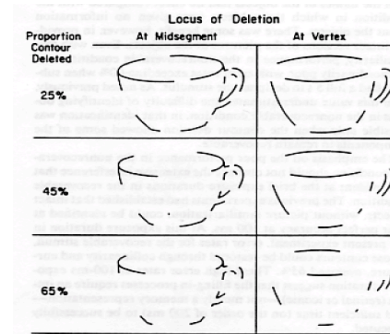 Locus of Deletion
Proportion
Contour
Deleted
At Midsegment
At Vertex
25%
45%
65%